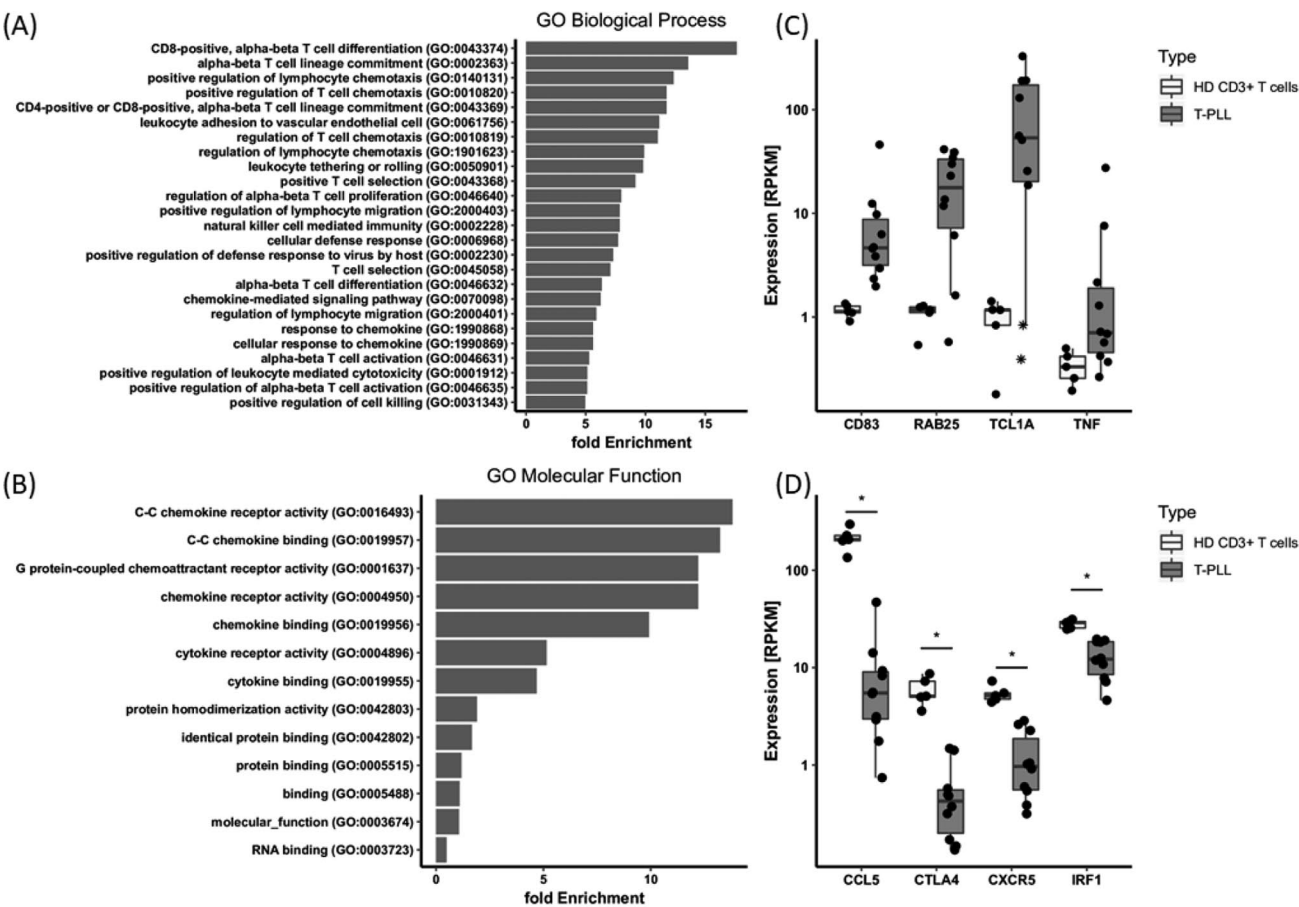 (A)
GO Biological Process
CD8-positive, alpha-beta T cell differentiation (GO:0043374)
alpha-beta T cell lineage commitment (GO:0002363)
positive regulation of lymphocyte chemotaxis (GO:0140131)
positive regulation of T cell chemotaxis (GO:0010820)
CD4-positive or CD8-positive, alpha-beta T cell lineage commitment (GO:0043369)
leukocyte adhesion to vascular endothelial cell (GO:0061756)
regulation of T cell chemotaxis (GO:0010819)
regulation of lymphocyte chemotaxis (GO:1901623)
leukocyte tethering or rolling (GO:0050901)
positive T cell selection (GO:0043368)
regulation of alpha-beta T cell proliferation (GO:0046640)
positive regulation of lymphocyte migration (GO:2000403)
natural killer cell mediated immunity (GO:0002228)
cellular defense response (GO:0006968)
positive regulation of defense response to virus by host (GO:0002230)
T cell selection (GO:0045058)
alpha-beta T cell differentiation (GO:0046632)
chemokine-mediated signaling pathway (GO:0070098)
regulation of lymphocyte migration (GO:2000401)
response to chemokine (GO:1990868)
cellular response to chemokine (GO:1990869)
alpha-beta T cell activation (GO:0046631)
positive regulation of leukocyte mediated cytotoxicity (GO:0001912)
positive regulation of alpha-beta T cell activation (GO:0046635)
positive regulation of cell killing (GO:0031343)
0 5 10 15
fold Enrichment
(B)
GO Molecular Function
C-C chemokine receptor activity (GO:0016493)
C-C chemokine binding (GO:0019957)
G protein-coupled chemoattractant receptor activity (GO:0001637)
chemokine receptor activity (GO:0004950)
chemokine binding (GO:0019956)
cytokine receptor activity (GO:0004896)
cytokine binding (GO:0019955)
protein homodimerization activity (GO:0042803)
identical protein binding (GO:0042802)
protein binding (GO:0005515)
binding (GO:0005488)
molecular_function (GO:0003674)
RNA binding (GO:0003723)
0 5 10
fold Enrichment
(C)
Expression [RPKM]
100
10
1
* 
*
CD83 RAB25 TCL1A TNF
Type
HD CD3+ T cells
T-PLL
(D)
Expression [RPKM]
100
10
1
* * * *
CCL5 CTLA4 CXCR5 IRF1
Type
HD CD3+ T cells
T-PLL